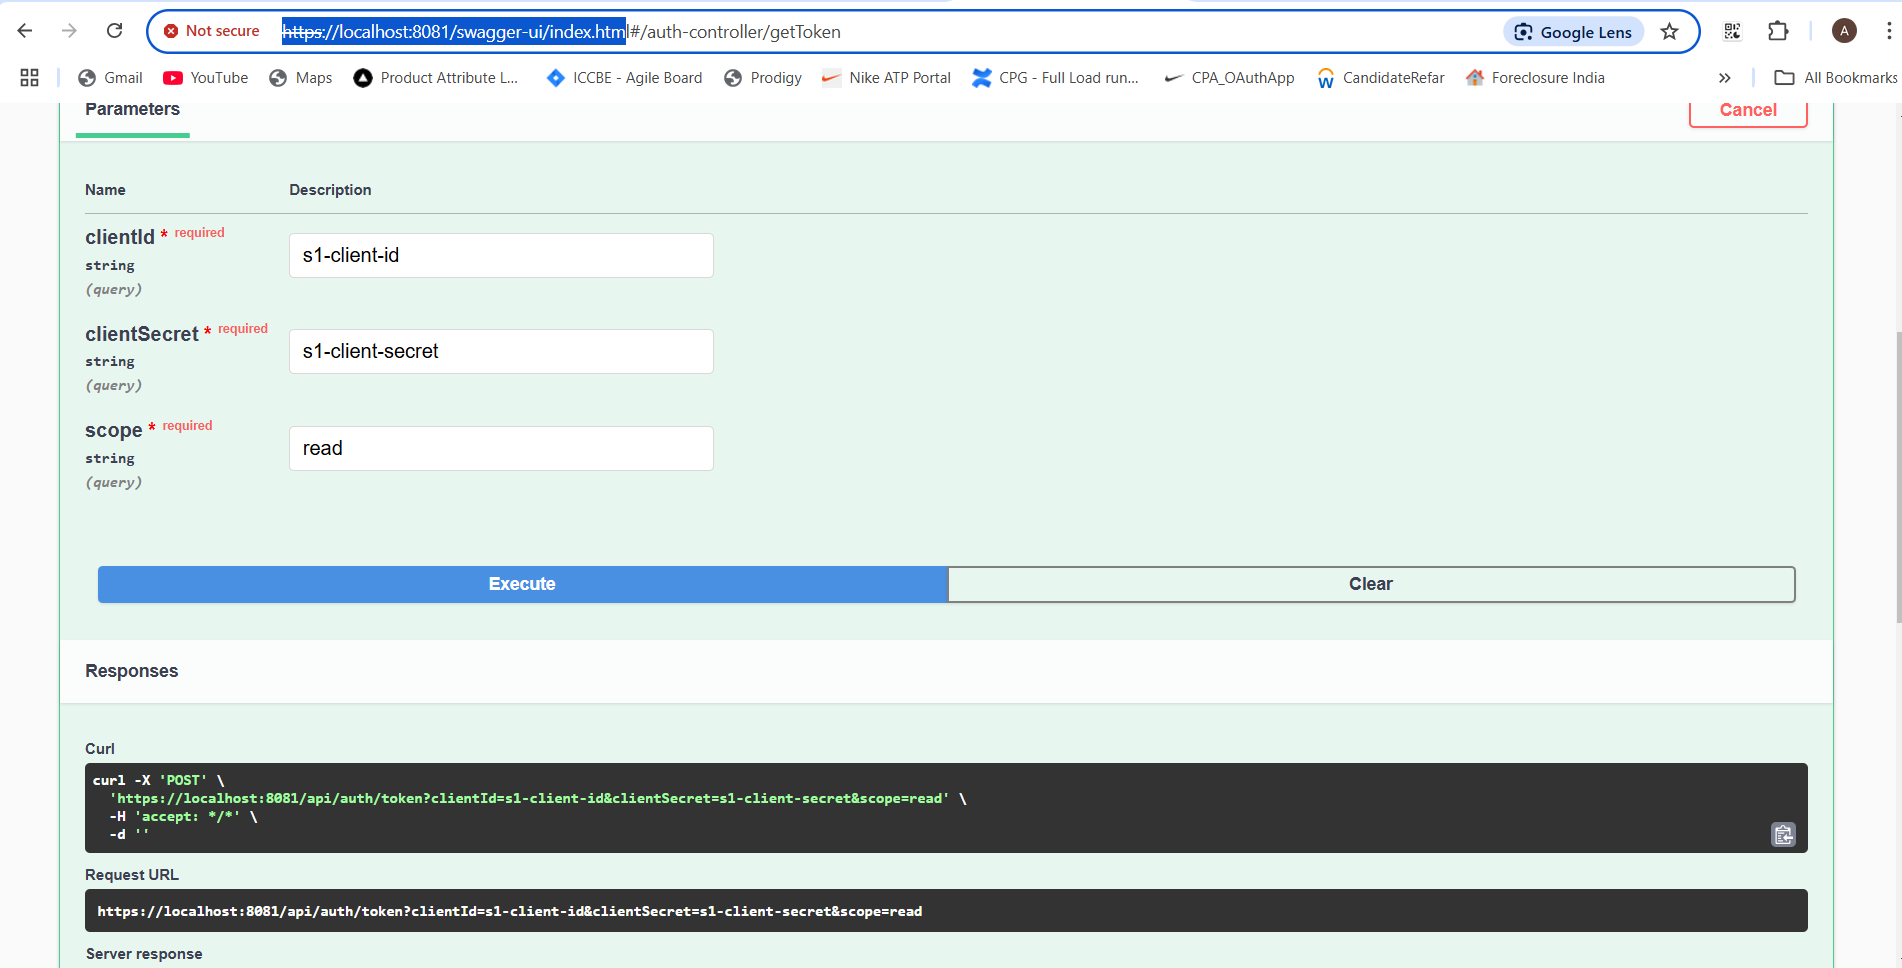 Not secure https://localhost:8081/swagger-ui/index.html#/auth-controller/getToken Google Lens A
Gmail YouTube Maps Product Attribute L... ICCBE - Agile Board Prodigy Nike ATP Portal CPG - Full Load run... CPA_OAuthApp CandidateRefar Foreclosure India » All Bookmarks
Parameters Cancel
Name Description
clientId * required
string
(query)
s1-client-id
clientSecret * required
string
(query)
s1-client-secret
scope * required
string
(query)
read
Execute Clear
Responses
Curl
curl -X 'POST' \
'https://localhost:8081/api/auth/token?clientId=s1-client-id&clientSecret=s1-client-secret&scope=read' \
-H 'accept: */*' \
-d ''
Request URL
https://localhost:8081/api/auth/token?clientId=s1-client-id&clientSecret=s1-client-secret&scope=read
Server response